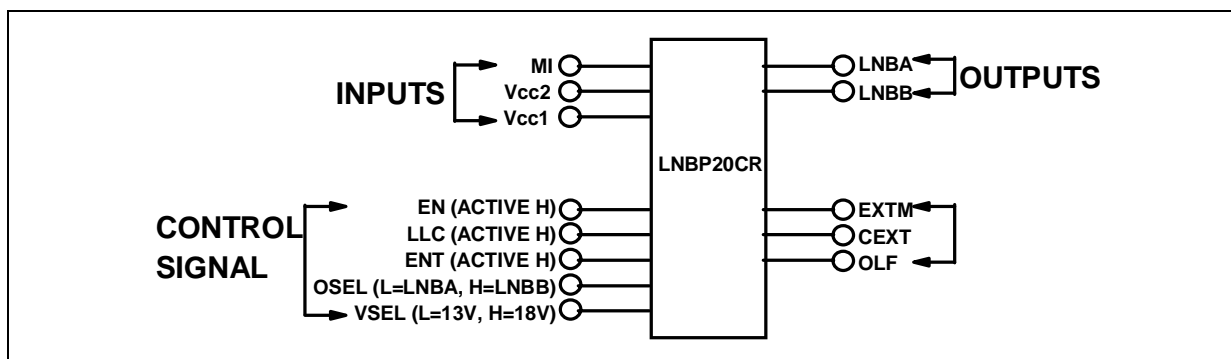 INPUTS
MI
Vcc2
Vcc1
CONTROL
SIGNAL
EN (ACTIVE H)
LLC (ACTIVE H)
ENT (ACTIVE H)
OSEL (L=LNBA, H=LNBB)
VSEL (L=13V, H=18V)
LNBP20CR
LNBA
LNBB
OUTPUTS
EXTM
CEXT
OLF